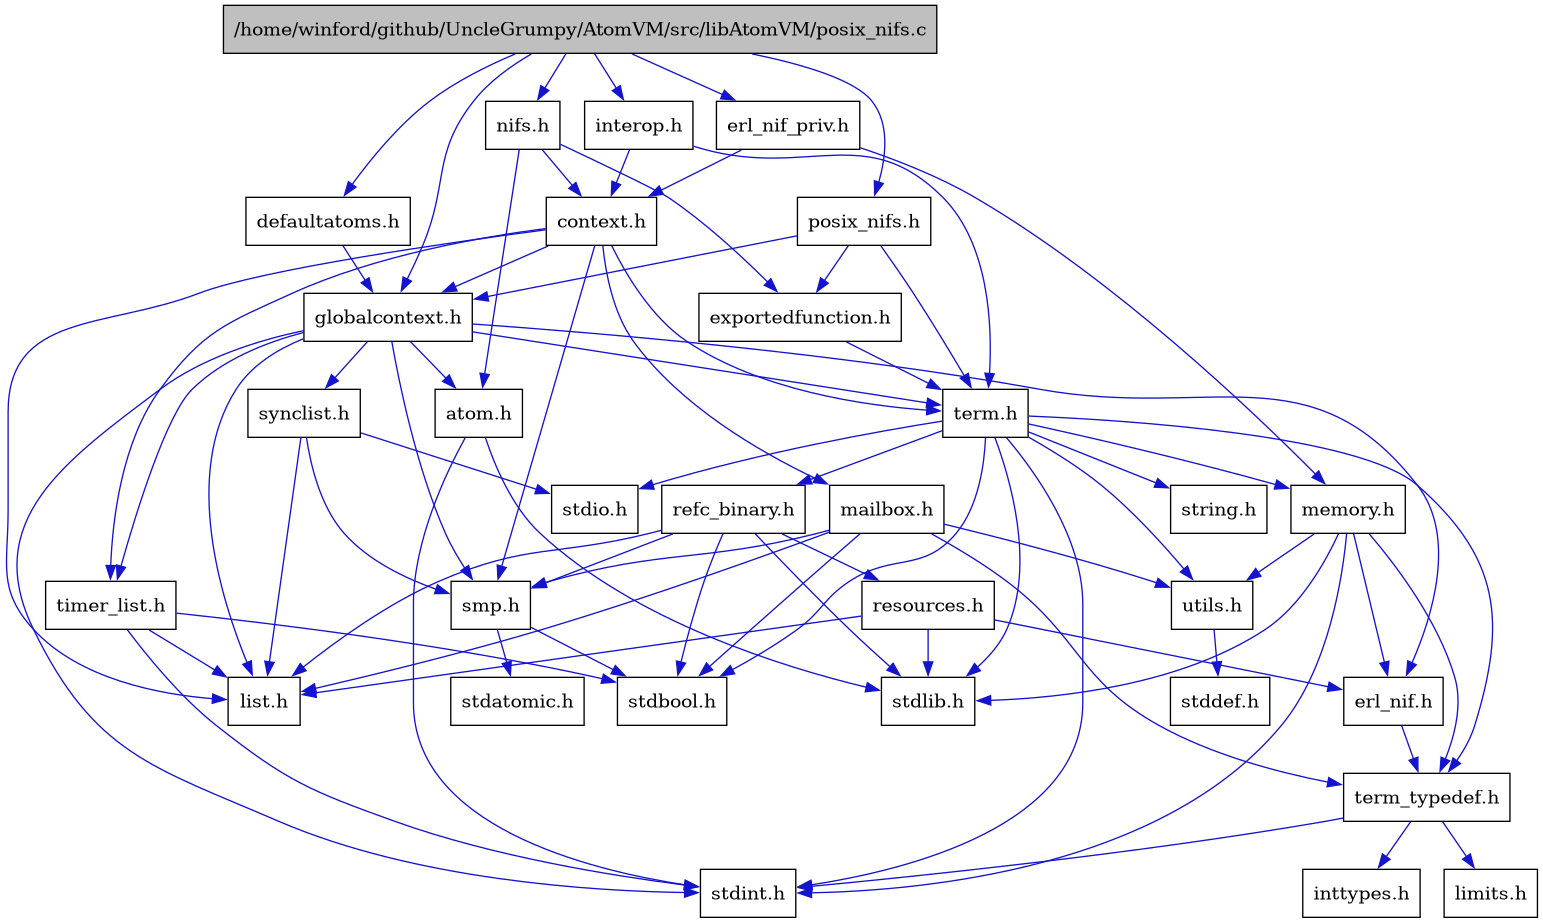 /home/winford/github/UncleGrumpy/AtomVM/src/libAtomVM/posix_nifs.c
nifs.h
interop.h
erl_nif_priv.h
defaultatoms.h
context.h
posix_nifs.h
globalcontext.h
exportedfunction.h
synclist.h
atom.h
term.h
stdio.h
refc_binary.h
mailbox.h
string.h
memory.h
timer_list.h
smp.h
resources.h
utils.h
list.h
stdatomic.h
stdbool.h
stdlib.h
stddef.h
erl_nif.h
term_typedef.h
stdint.h
inttypes.h
limits.h